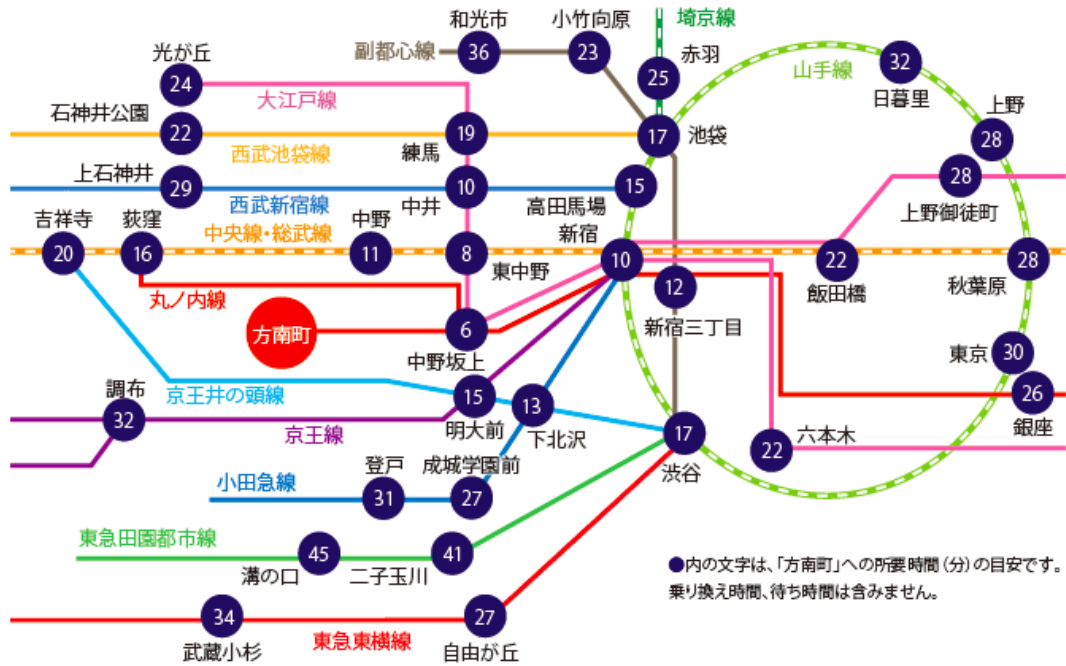 和光市
小竹向原
埼京線
副都心線
36
23
赤羽
山手線
32
光が丘
25
日暮里
24
大江戸線
上野
石神井公園
22
19
17
池袋
28
西武池袋線
練馬
上石神井
29
10
15
28
西武新宿線
中井
高田馬場
上野御徒町
吉祥寺
荻窪
中央線・総武線
中野
新宿
20
16
11
8
東中野
10
22
28
飯田橋
秋葉原
12
丸ノ内線
新宿三丁目
方南町
6
中野坂上
東京
30
調布
京王井の頭線
15
13
26
32
京王線
明大前
下北沢
銀座
17
六本木
22
渋谷
登戸
成城学園前
小田急線
31
27
東急田園都市線
45
41
溝の口
二子玉川
●内の文字は、「方南町」への所要時間(分)の目安です。
乗り換え時間、待ち時間は含みません。
34
27
武蔵小杉
東急東横線
自由が丘